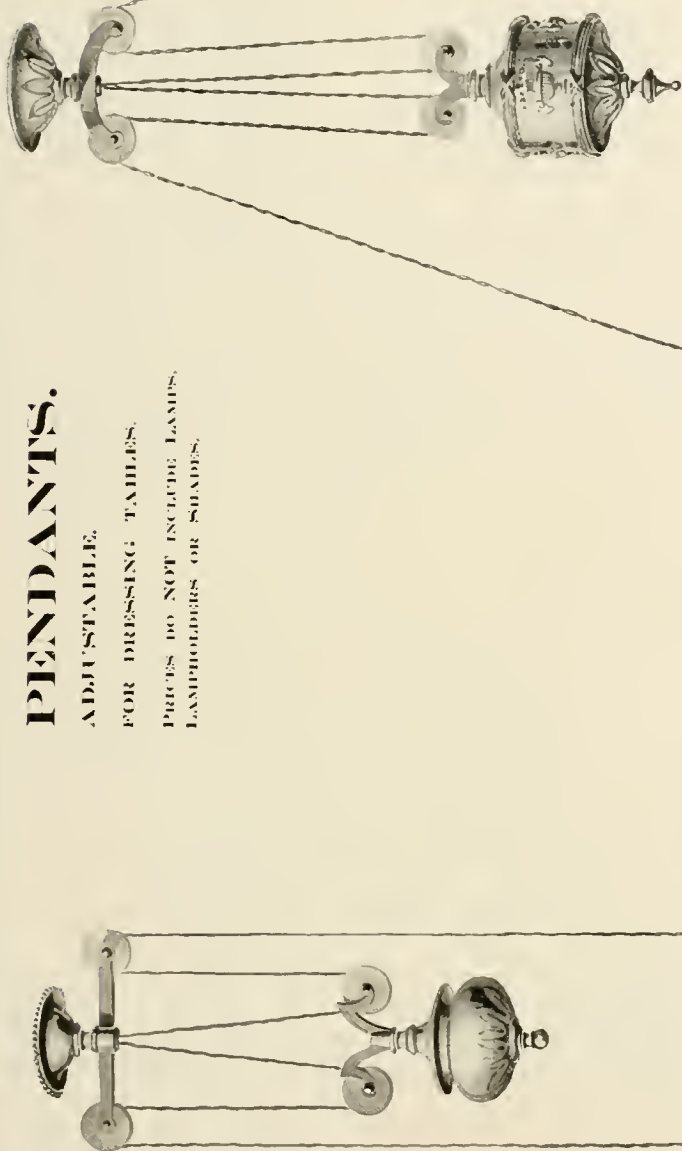 PENDANTS.
ADJUSTABLE.
FOR DRESSING TABLES.
PRICES DO NOT INCLUDE LAMPS,
LAMPHOLDERS OR SHADES.